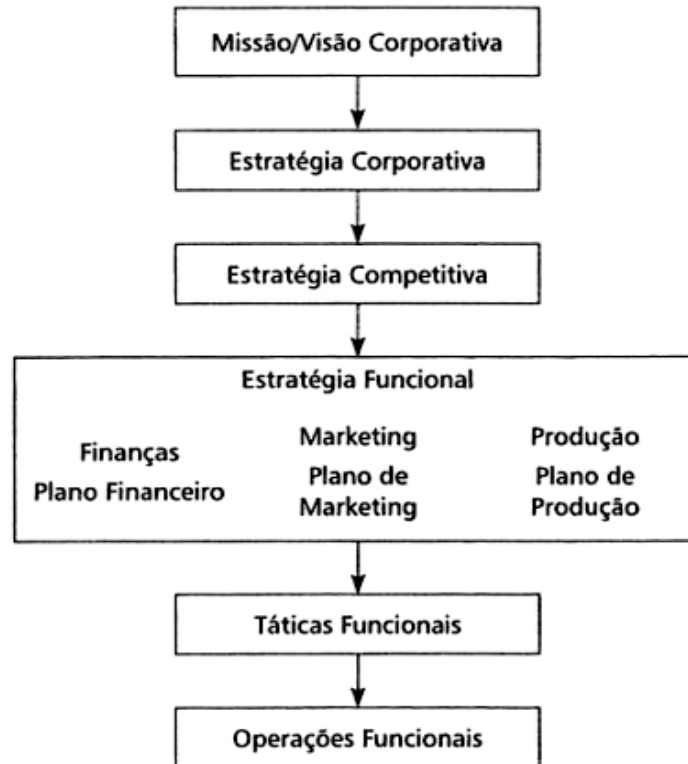 Missão/Visão Corporativa
Estratégia Corporativa
Estratégia Competitiva
Estratégia Funcional
Finanças
Plano Financeiro
Marketing
Plano de
Marketing
Produção
Plano de
Produção
Táticas Funcionais
Operações Funcionais